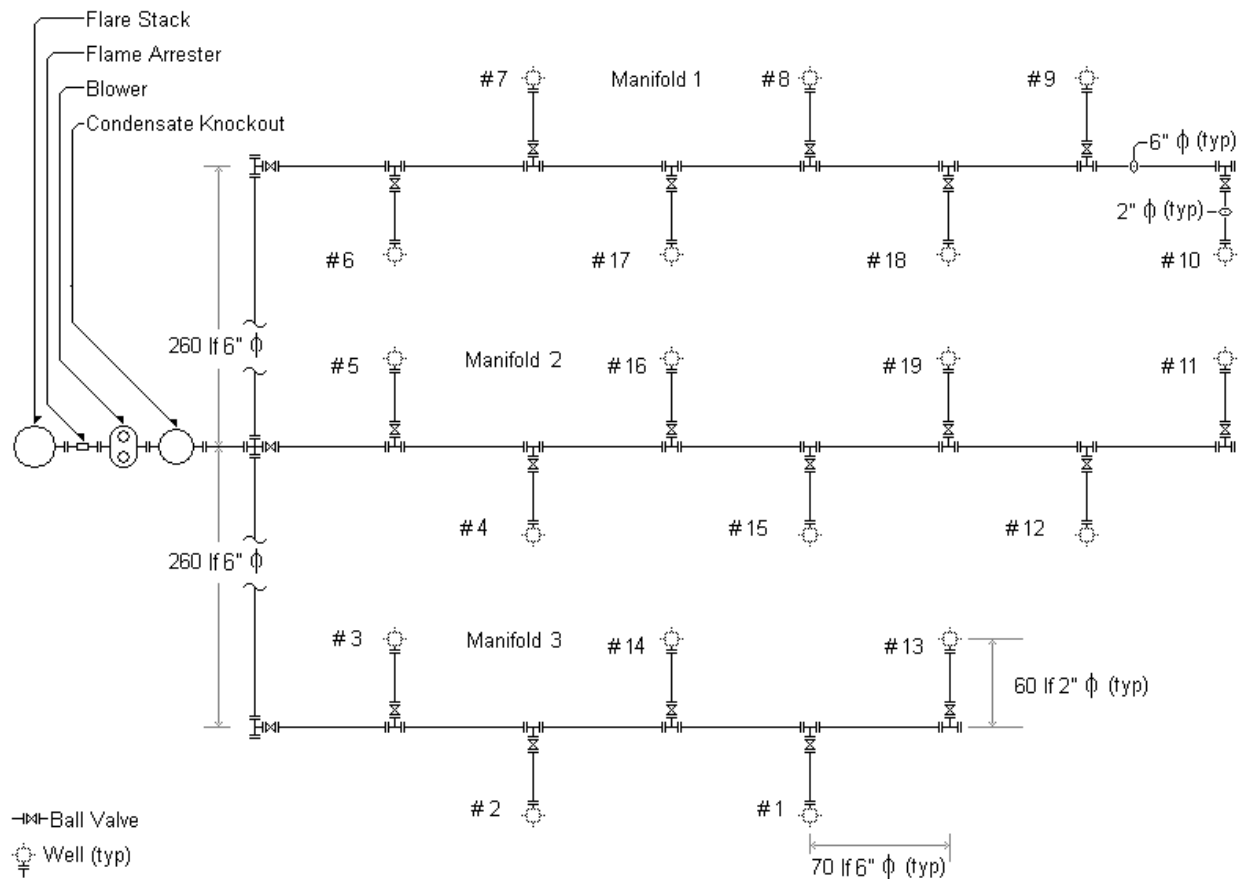 Flare Stack
Flame Arrester
Blower
Condensate Knockout
#7
Manifold 1
#8
#9
6" ϕ (typ)
2" ϕ (typ)
#6
#17
#18
#10
260 lf 6" ϕ
#5
Manifold 2
#16
#19
#11
#4
#15
#12
260 lf 6" ϕ
#3
Manifold 3
#14
#13
60 lf 2" ϕ (typ)
#2
#1
Ball Valve
Well (typ)
70 lf 6" ϕ (typ)